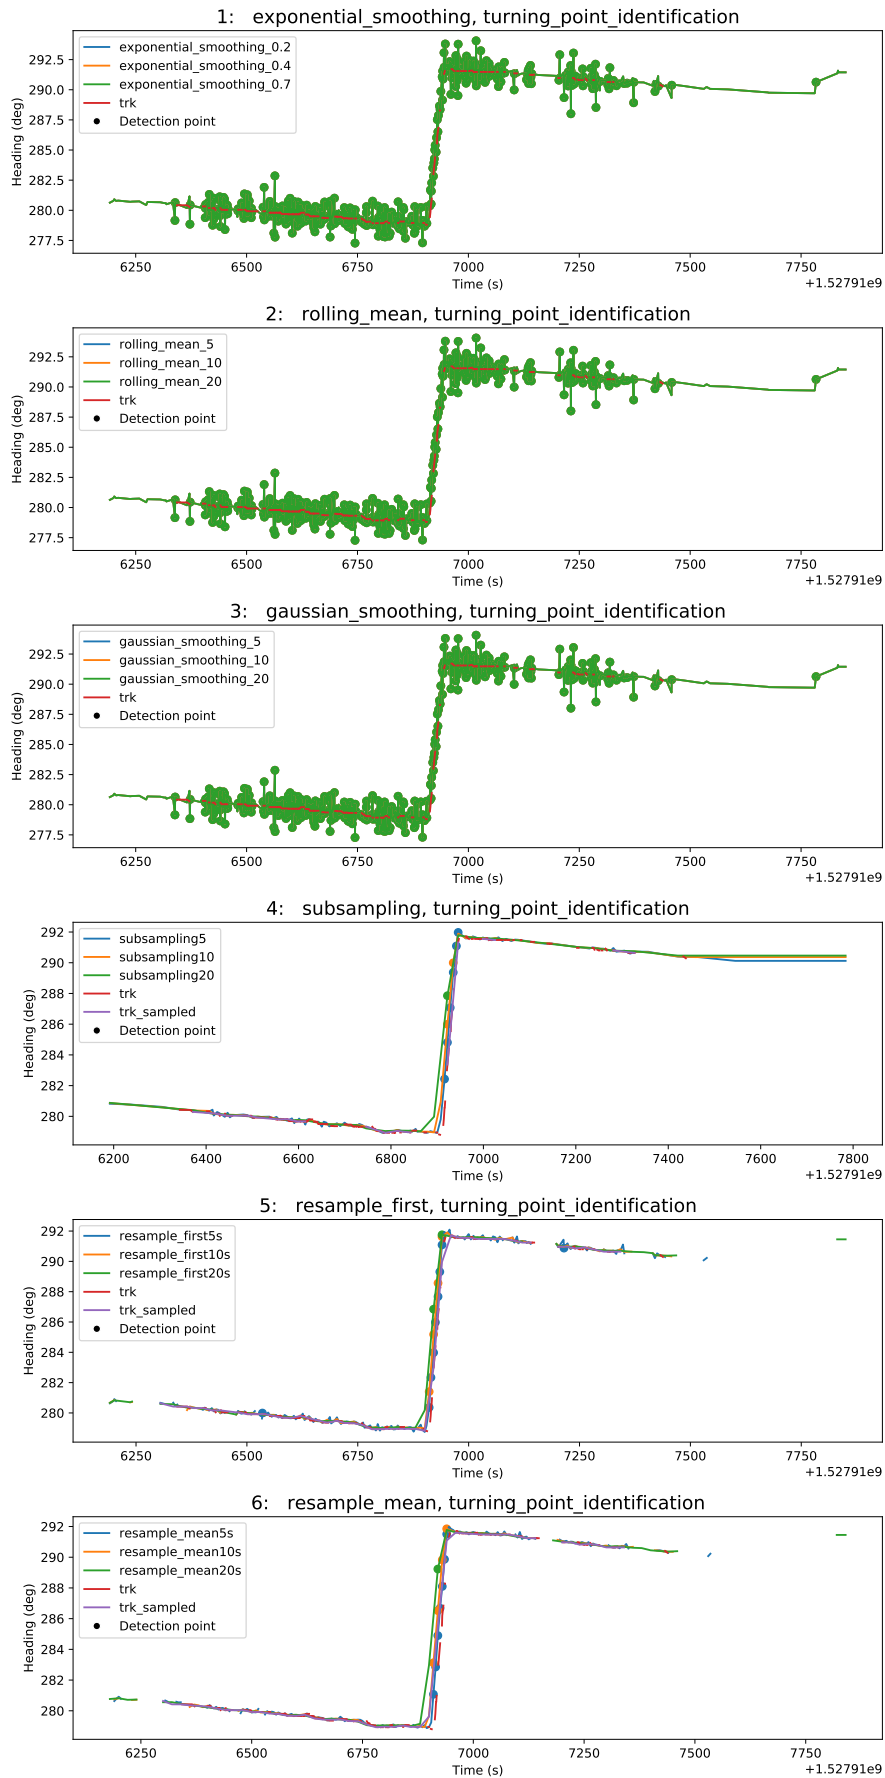 1:   exponential_smoothing, turning_point_identification
exponential_smoothing_0.2
exponential_smoothing_0.4
exponential_smoothing_0.7
trk
Detection point
Heading (deg)
292.5
290.0
287.5
285.0
282.5
280.0
277.5
6250 6500 6750 7000 7250 7500 7750
Time (s)
+1.52791e9
2:   rolling_mean, turning_point_identification
rolling_mean_5
rolling_mean_10
rolling_mean_20
trk
Detection point
Heading (deg)
292.5
290.0
287.5
285.0
282.5
280.0
277.5
6250 6500 6750 7000 7250 7500 7750
Time (s)
+1.52791e9
3:   gaussian_smoothing, turning_point_identification
gaussian_smoothing_5
gaussian_smoothing_10
gaussian_smoothing_20
trk
Detection point
Heading (deg)
292.5
290.0
287.5
285.0
282.5
280.0
277.5
6250 6500 6750 7000 7250 7500 7750
Time (s)
+1.52791e9
4:   subsampling, turning_point_identification
subsampling5
subsampling10
subsampling20
trk
trk_sampled
Detection point
Heading (deg)
292
290
288
286
284
282
280
6200 6400 6600 6800 7000 7200 7400 7600 7800
Time (s)
+1.52791e9
5:   resample_first, turning_point_identification
resample_first5s
resample_first10s
resample_first20s
trk
trk_sampled
Detection point
Heading (deg)
292
290
288
286
284
282
280
6250 6500 6750 7000 7250 7500 7750
Time (s)
+1.52791e9
6:   resample_mean, turning_point_identification
resample_mean5s
resample_mean10s
resample_mean20s
trk
trk_sampled
Detection point
Heading (deg)
292
290
288
286
284
282
280
6250 6500 6750 7000 7250 7500 7750
Time (s)
+1.52791e9